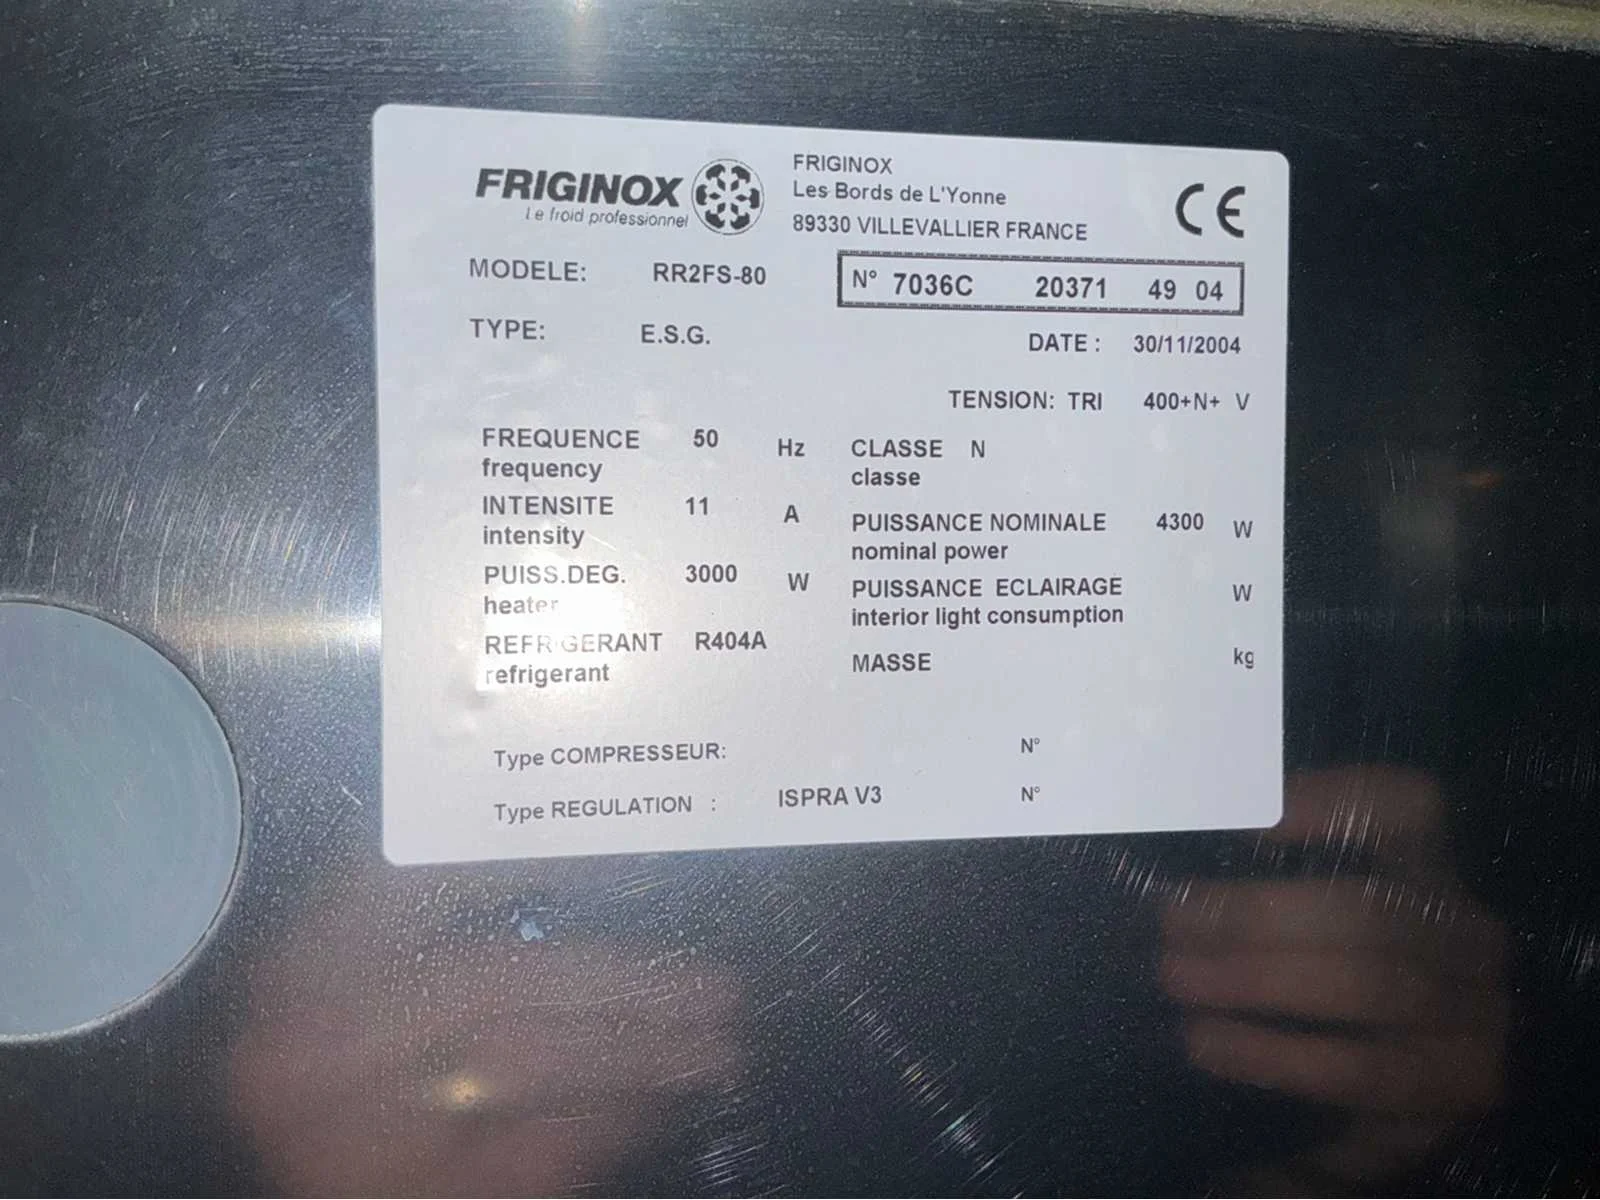 FRIGINOX
Le froid professionnel
FRIGINOX
Les Bords de L'Yonne
89330 VILLEVALLIER FRANCE
CE
MODELE: RR2FS-80
N° 7036C 20371 49 04
TYPE: E.S.G.
DATE : 30/11/2004
TENSION: TRI 400+N+ V
FREQUENCE 50 Hz
frequency
CLASSE N
classe
INTENSITE 11 A
intensity
PUISSANCE NOMINALE 4300 W
nominal power
PUISS.DEG. 3000 W
heater
PUISSANCE ECLAIRAGE W
interior light consumption
REFRIGERANT R404A
refrigerant
MASSE kg
Type COMPRESSEUR: N°
Type REGULATION : ISPRA V3 N°